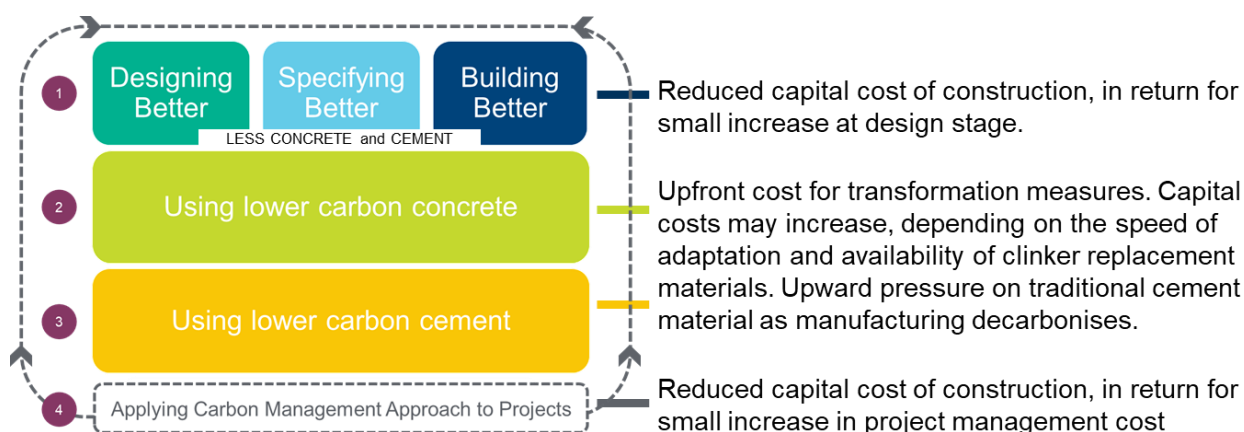 1
Designing
Better
Specifying
Better
Building
Better
LESS CONCRETE and CEMENT
Reduced capital cost of construction, in return for
small increase at design stage.
2
Using lower carbon concrete
Upfront cost for transformation measures. Capital
costs may increase, depending on the speed of
adaptation and availability of clinker replacement
materials. Upward pressure on traditional cement
material as manufacturing decarbonises.
3
Using lower carbon cement
4
Applying Carbon Management Approach to Projects
Reduced capital cost of construction, in return for
small increase in project management cost